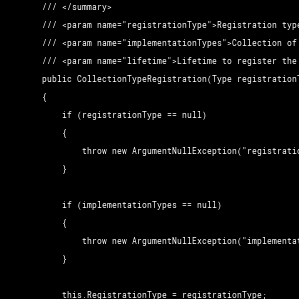 /// </summary>
/// <param name="registrationType">Registration type
/// <param name="implementationTypes">Collection of
/// <param name="lifetime">Lifetime to register the
public CollectionTypeRegistration(Type registration
{
if (registrationType == null)
{
throw new ArgumentNullException("registratio
}
if (implementationTypes == null)
{
throw new ArgumentNullException("implementat
}
this.RegistrationType = registrationType;